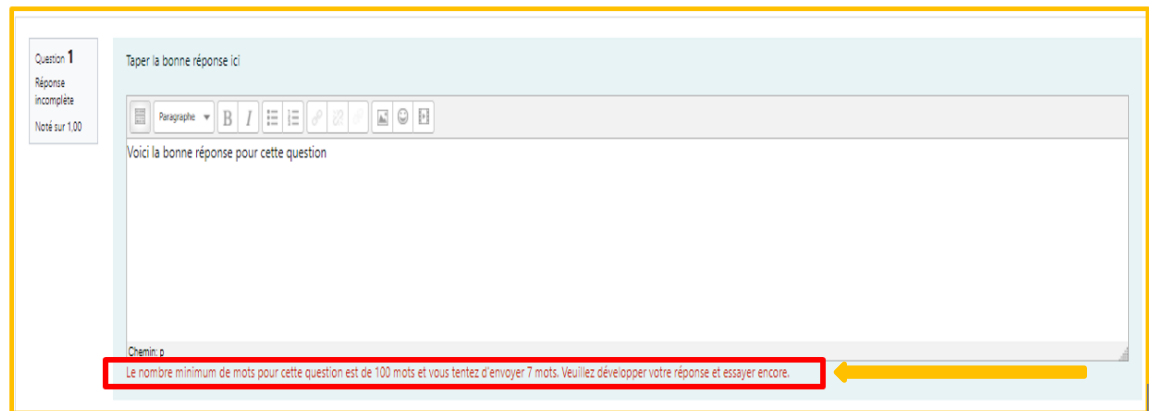 Question 1
Réponse
incomplète
Noté sur 1,00
Taper la bonne réponse ici
Paragraphe
B I
Voici la bonne réponse pour cette question
Chemin: p
Le nombre minimum de mots pour cette question est de 100 mots et vous tentez d'envoyer 7 mots. Veuillez développer votre réponse et essayer encore.